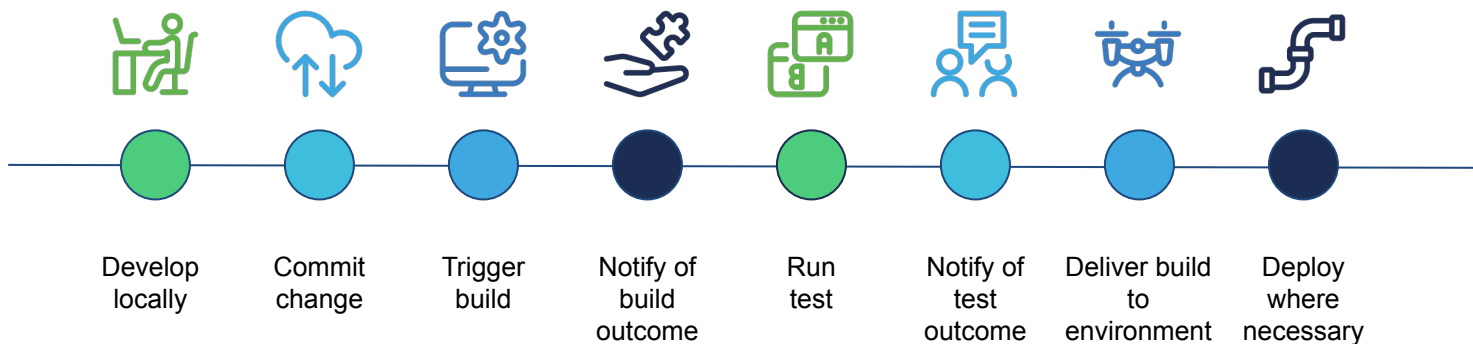 A
B
Develop
locally
Commit
change
Trigger
build
Notify of
build
outcome
Run
test
Notify of
test
outcome
Deliver build
to
environment
Deploy
where
necessary